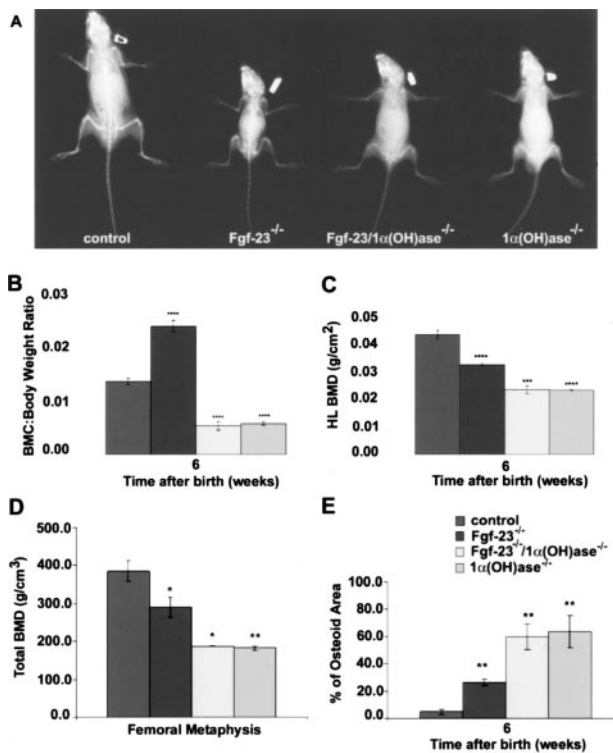 A
control
Fgf-23-/-
Fgf-23/1α(OH)ase-/-
1α(OH)ase-/-
B
0.03
0.02
0.01
0.00
BMC:Body Weight Ratio
****
****
****
6
Time after birth (weeks)
C
0.05
0.04
0.03
0.02
0.01
0.00
HL BMD (g/cm2)
****
***
****
6
Time after birth (weeks)
D
500.0
400.0
300.0
200.0
100.0
0.0
Total BMD (g/cm3)
*
*
**
Femoral Metaphysis
E
control
Fgf-23-/-
Fgf-23-/-/1α(OH)ase-/-
1α(OH)ase-/-
100.0
80.0
60.0
40.0
20.0
0.0
% of Osteoid Area
**
**
**
6
Time after birth (weeks)